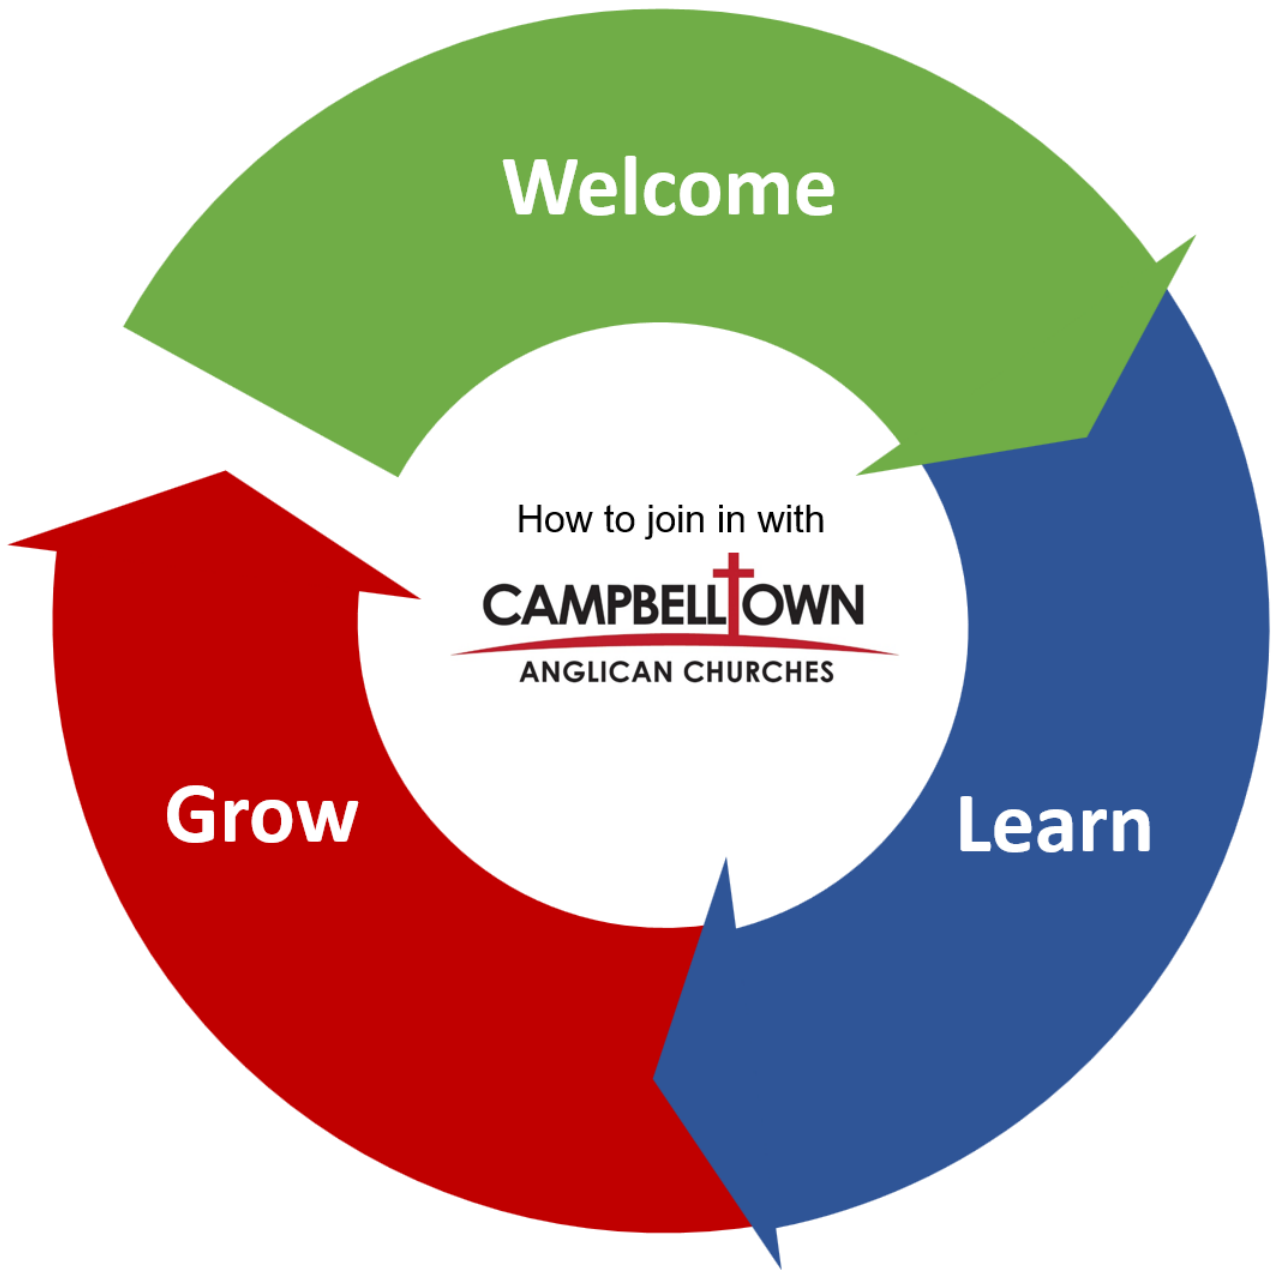 Welcome
How to join in with
CAMPBELLTOWN
ANGLICAN CHURCHES
Grow
Learn